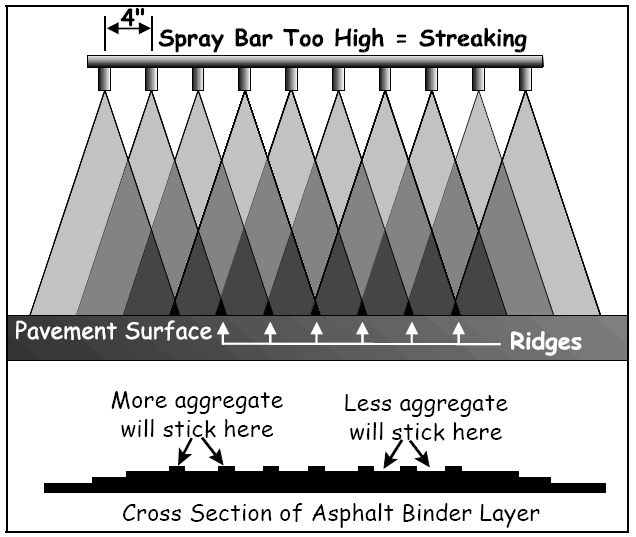 4"
Spray Bar Too High = Streaking
Pavement Surface
Ridges
More aggregate
will stick here
Less aggregate
will stick here
Cross Section of Asphalt Binder Layer